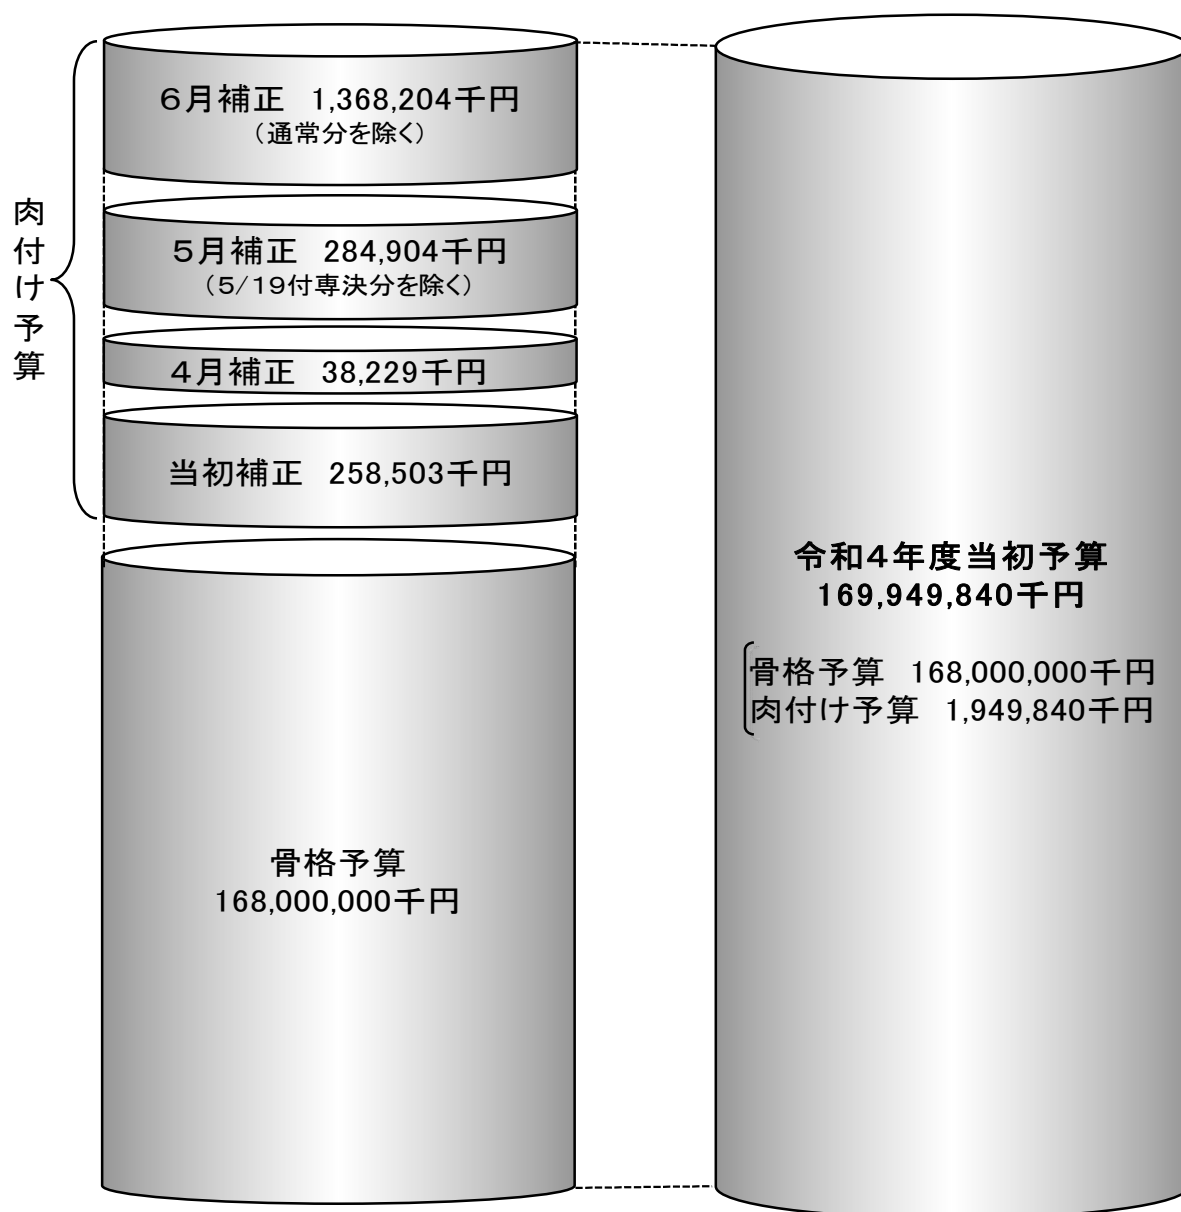 肉付け予算
６月補正 1,368,204千円
（通常分を除く）
５月補正 284,904千円
（5/19付専決分を除く）
４月補正 38,229千円
当初補正 258,503千円
骨格予算
168,000,000千円
令和４年度当初予算
169,949,840千円
骨格予算 168,000,000千円
肉付け予算 1,949,840千円